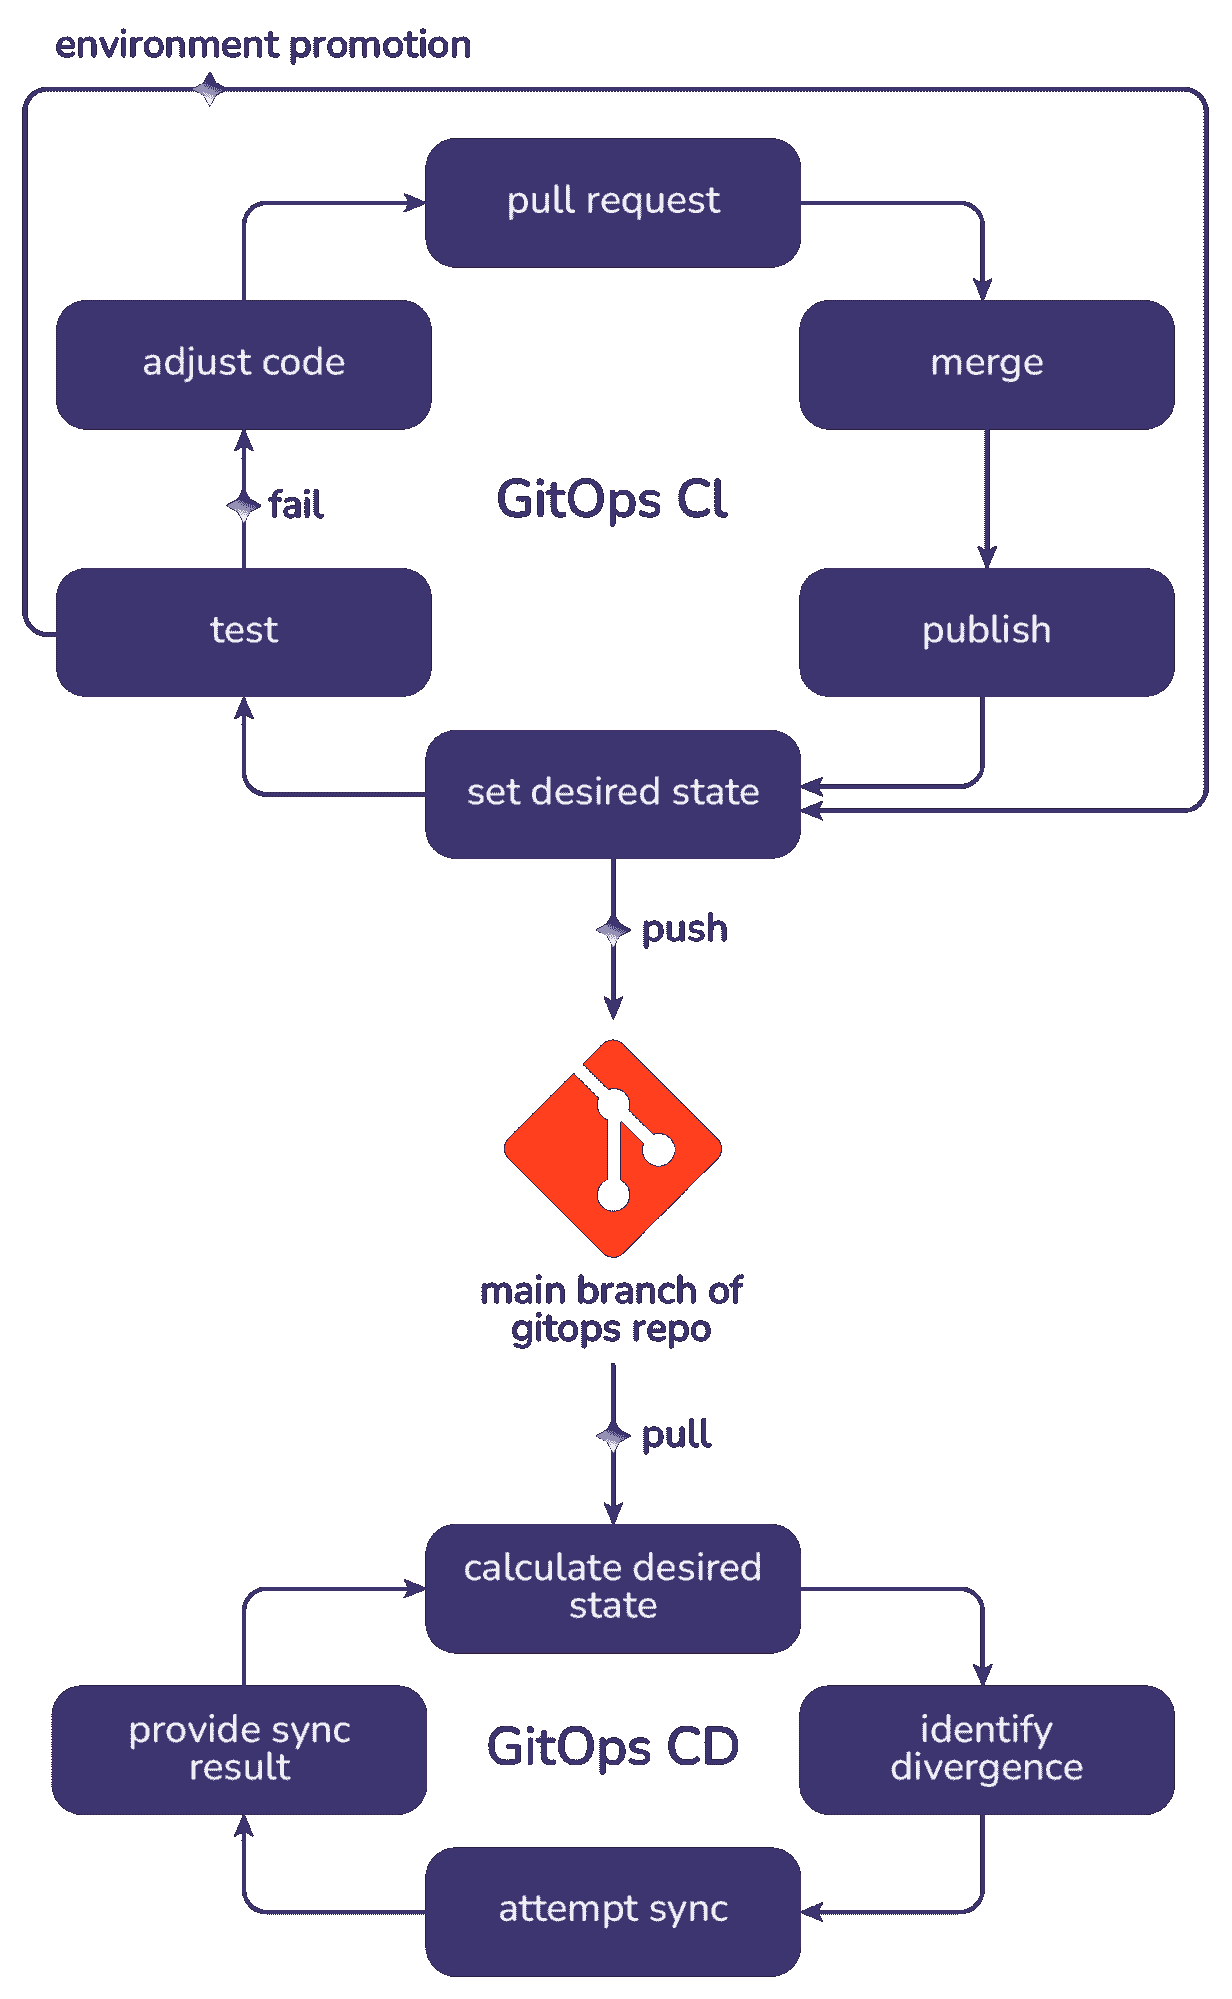 environment promotion
pull request
adjust code
merge
fail
GitOps CI
test
publish
set desired state
push
main branch of
gitops repo
pull
calculate desired
state
provide sync
result
GitOps CD
identify
divergence
attempt sync